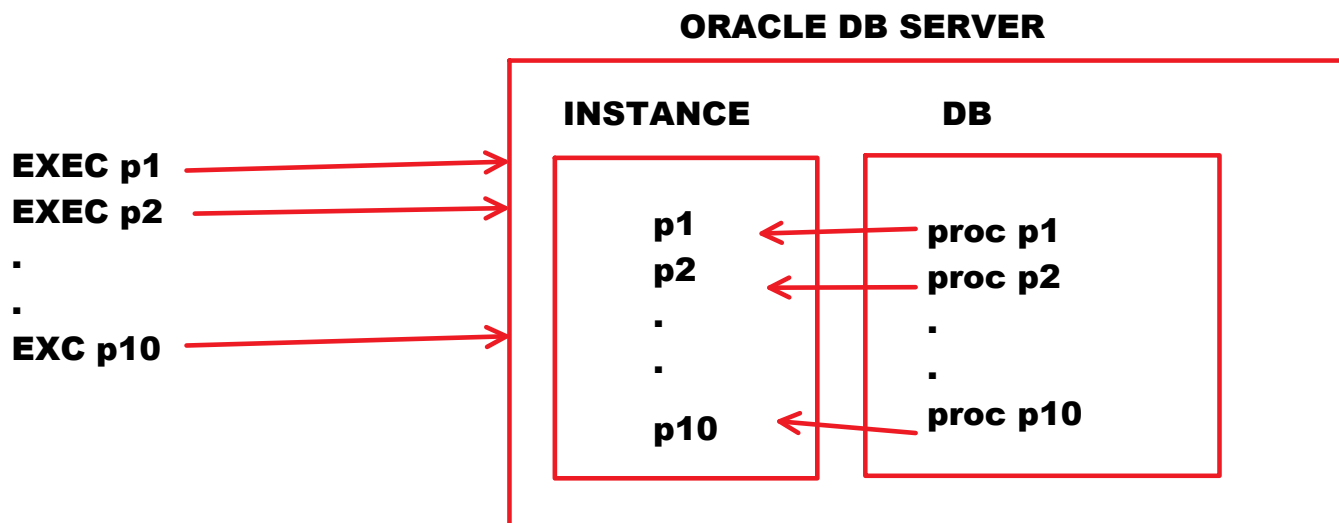 ORACLE DB SERVER
INSTANCE
DB
EXEC p1
EXEC p2
.
.
EXC p10
p1
p2
.
.
p10
proc p1
proc p2
.
.
proc p10